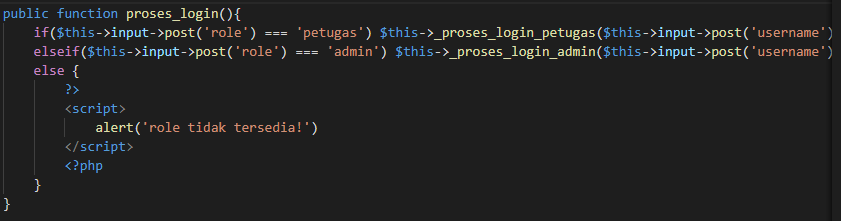 public function proses_login(){
if($this->input->post('role') === 'petugas') $this->_proses_login_petugas($this->input->post('username')
elseif($this->input->post('role') === 'admin') $this->_proses_login_admin($this->input->post('username')
else {
?>
<script>
alert('role tidak tersedia!')
</script>
<?php
}
}